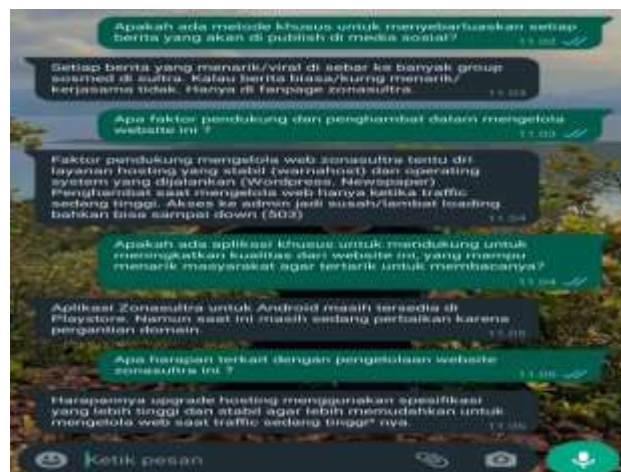 Apakah ada metode khusus untuk menyebarluaskan setiap
berita yang akan di publish di media sosial?
11.02
Setiap berita yang menarik/viral di sebar ke banyak group
sosmed di sultra. Kalau berita biasa/kurng menarik/
kerjasama tidak. Hanya di fanpage zonasultra.
11.03
Apa faktor pendukung dan penghambat dalam mengelola
website ini ?
11.03
Faktor pendukung mengelola web zonasultra tentu dri
layanan hosting yang stabil (warnahost) dan operating
system yang dijalankan (Wordpress, Newspaper)
Penghambat saat mengelola web hanya ketika traffic
sedang tinggi. Akses ke admin jadi susah/lambat loading
bahkan bisa sampai down (503)
11.04
Apakah ada aplikasi khusus untuk mendukung untuk
meningkatkan kualitas dari website ini, yang mampu
menarik masyarakat agar tertarik untuk membacanya?
11.04
Aplikasi Zonasultra untuk Android masih tersedia di
Playstore. Namun saat ini masih sedang perbaikan karena
pergantian domain.
11.05
Apa harapan terkait dengan pengelolaan website
zonasultra ini ?
11.05
Harapannya upgrade hosting menggunakan spesifikasi
yang lebih tinggi dan stabil agar lebih memudahkan untuk
mengelola web saat traffic sedang tinggi" nya.
Ketik pesan